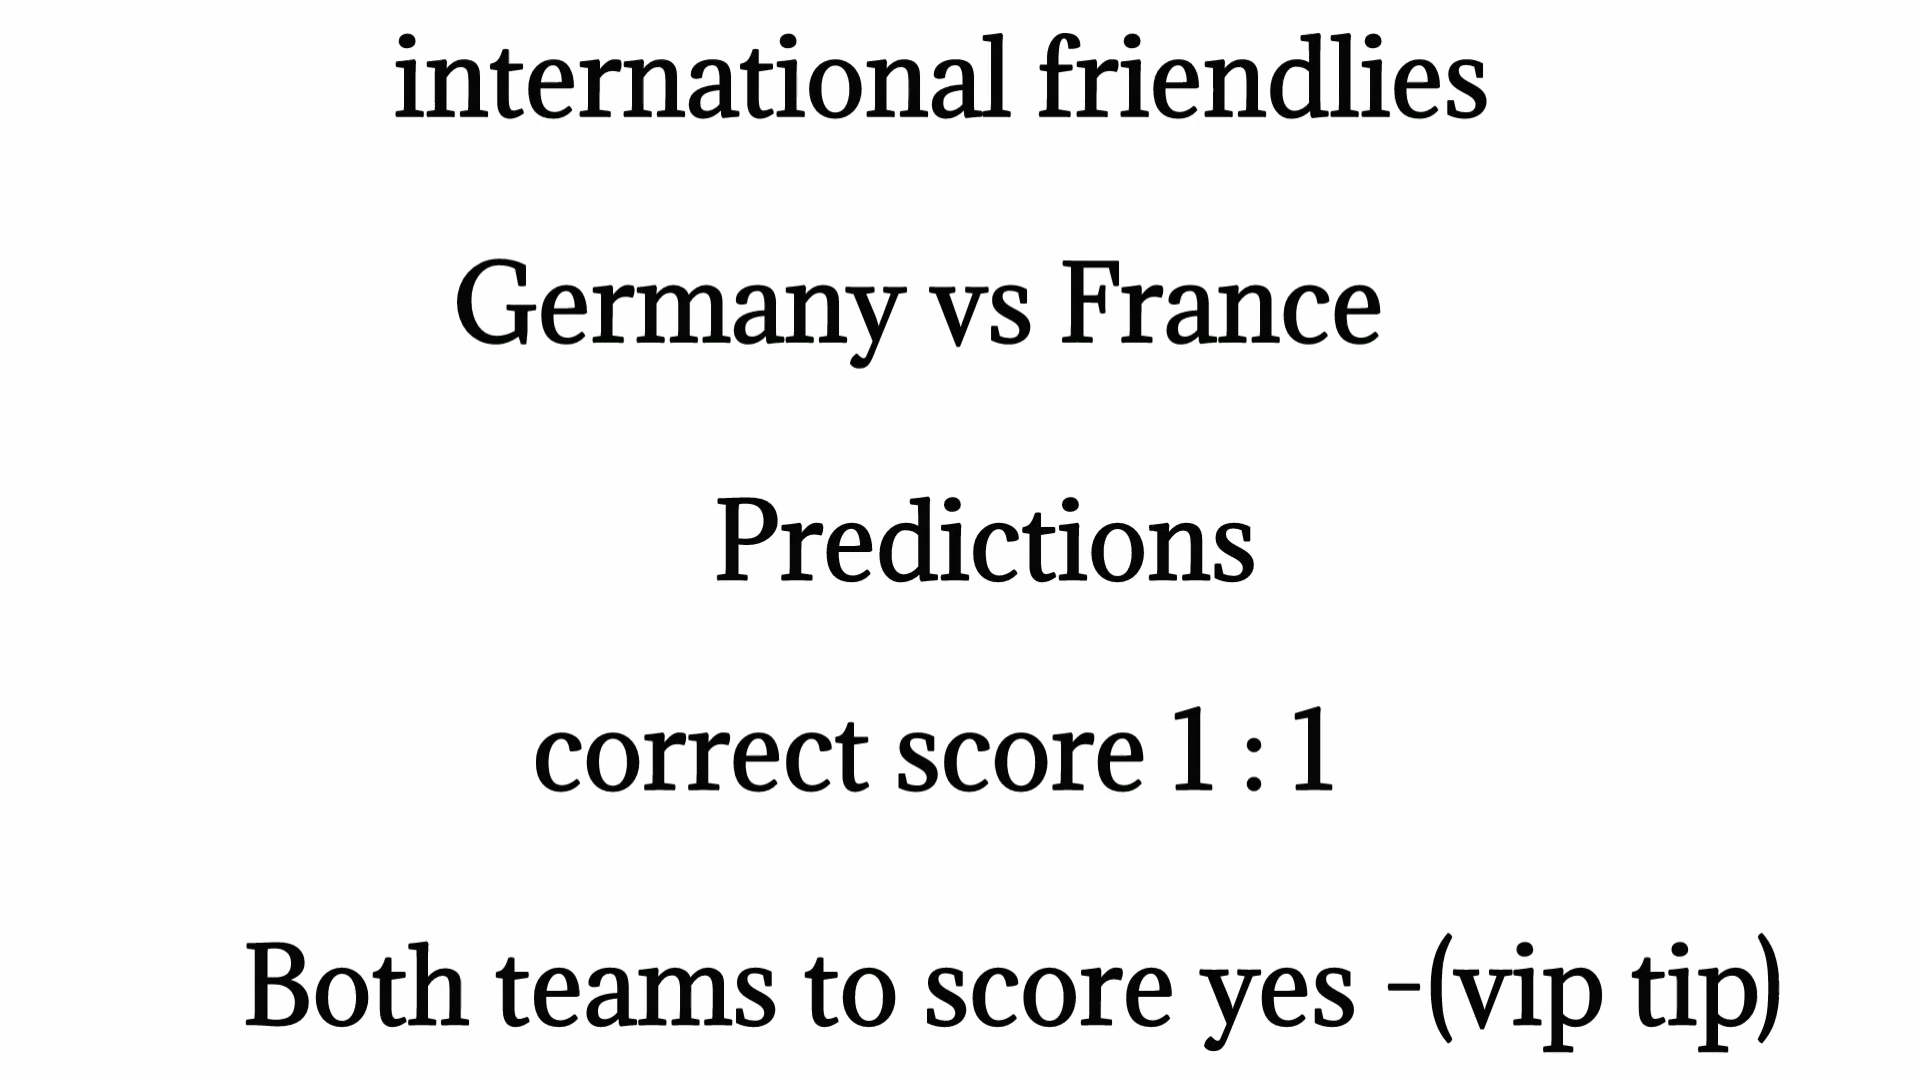 international friendlies
Germany vs France
Predictions
correct score 1 : 1
Both teams to score yes -(vip tip)